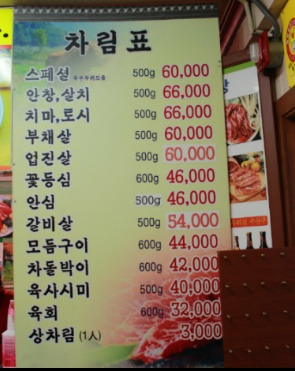 차림표
스페셜 500g 60,000
안창,살치 500g 66,000
치마,로시 500g 66,000
부채살 500g 60,000
업진살 500g 60,000
꽃등심 600g 46,000
안심 600g 46,000
갈비살 500g 54,000
모듬구이 600g 44,000
차돌박이 600g 42,000
육사시미 500g 40,000
육회 600g 32,000
상차림 (1人) 3,000